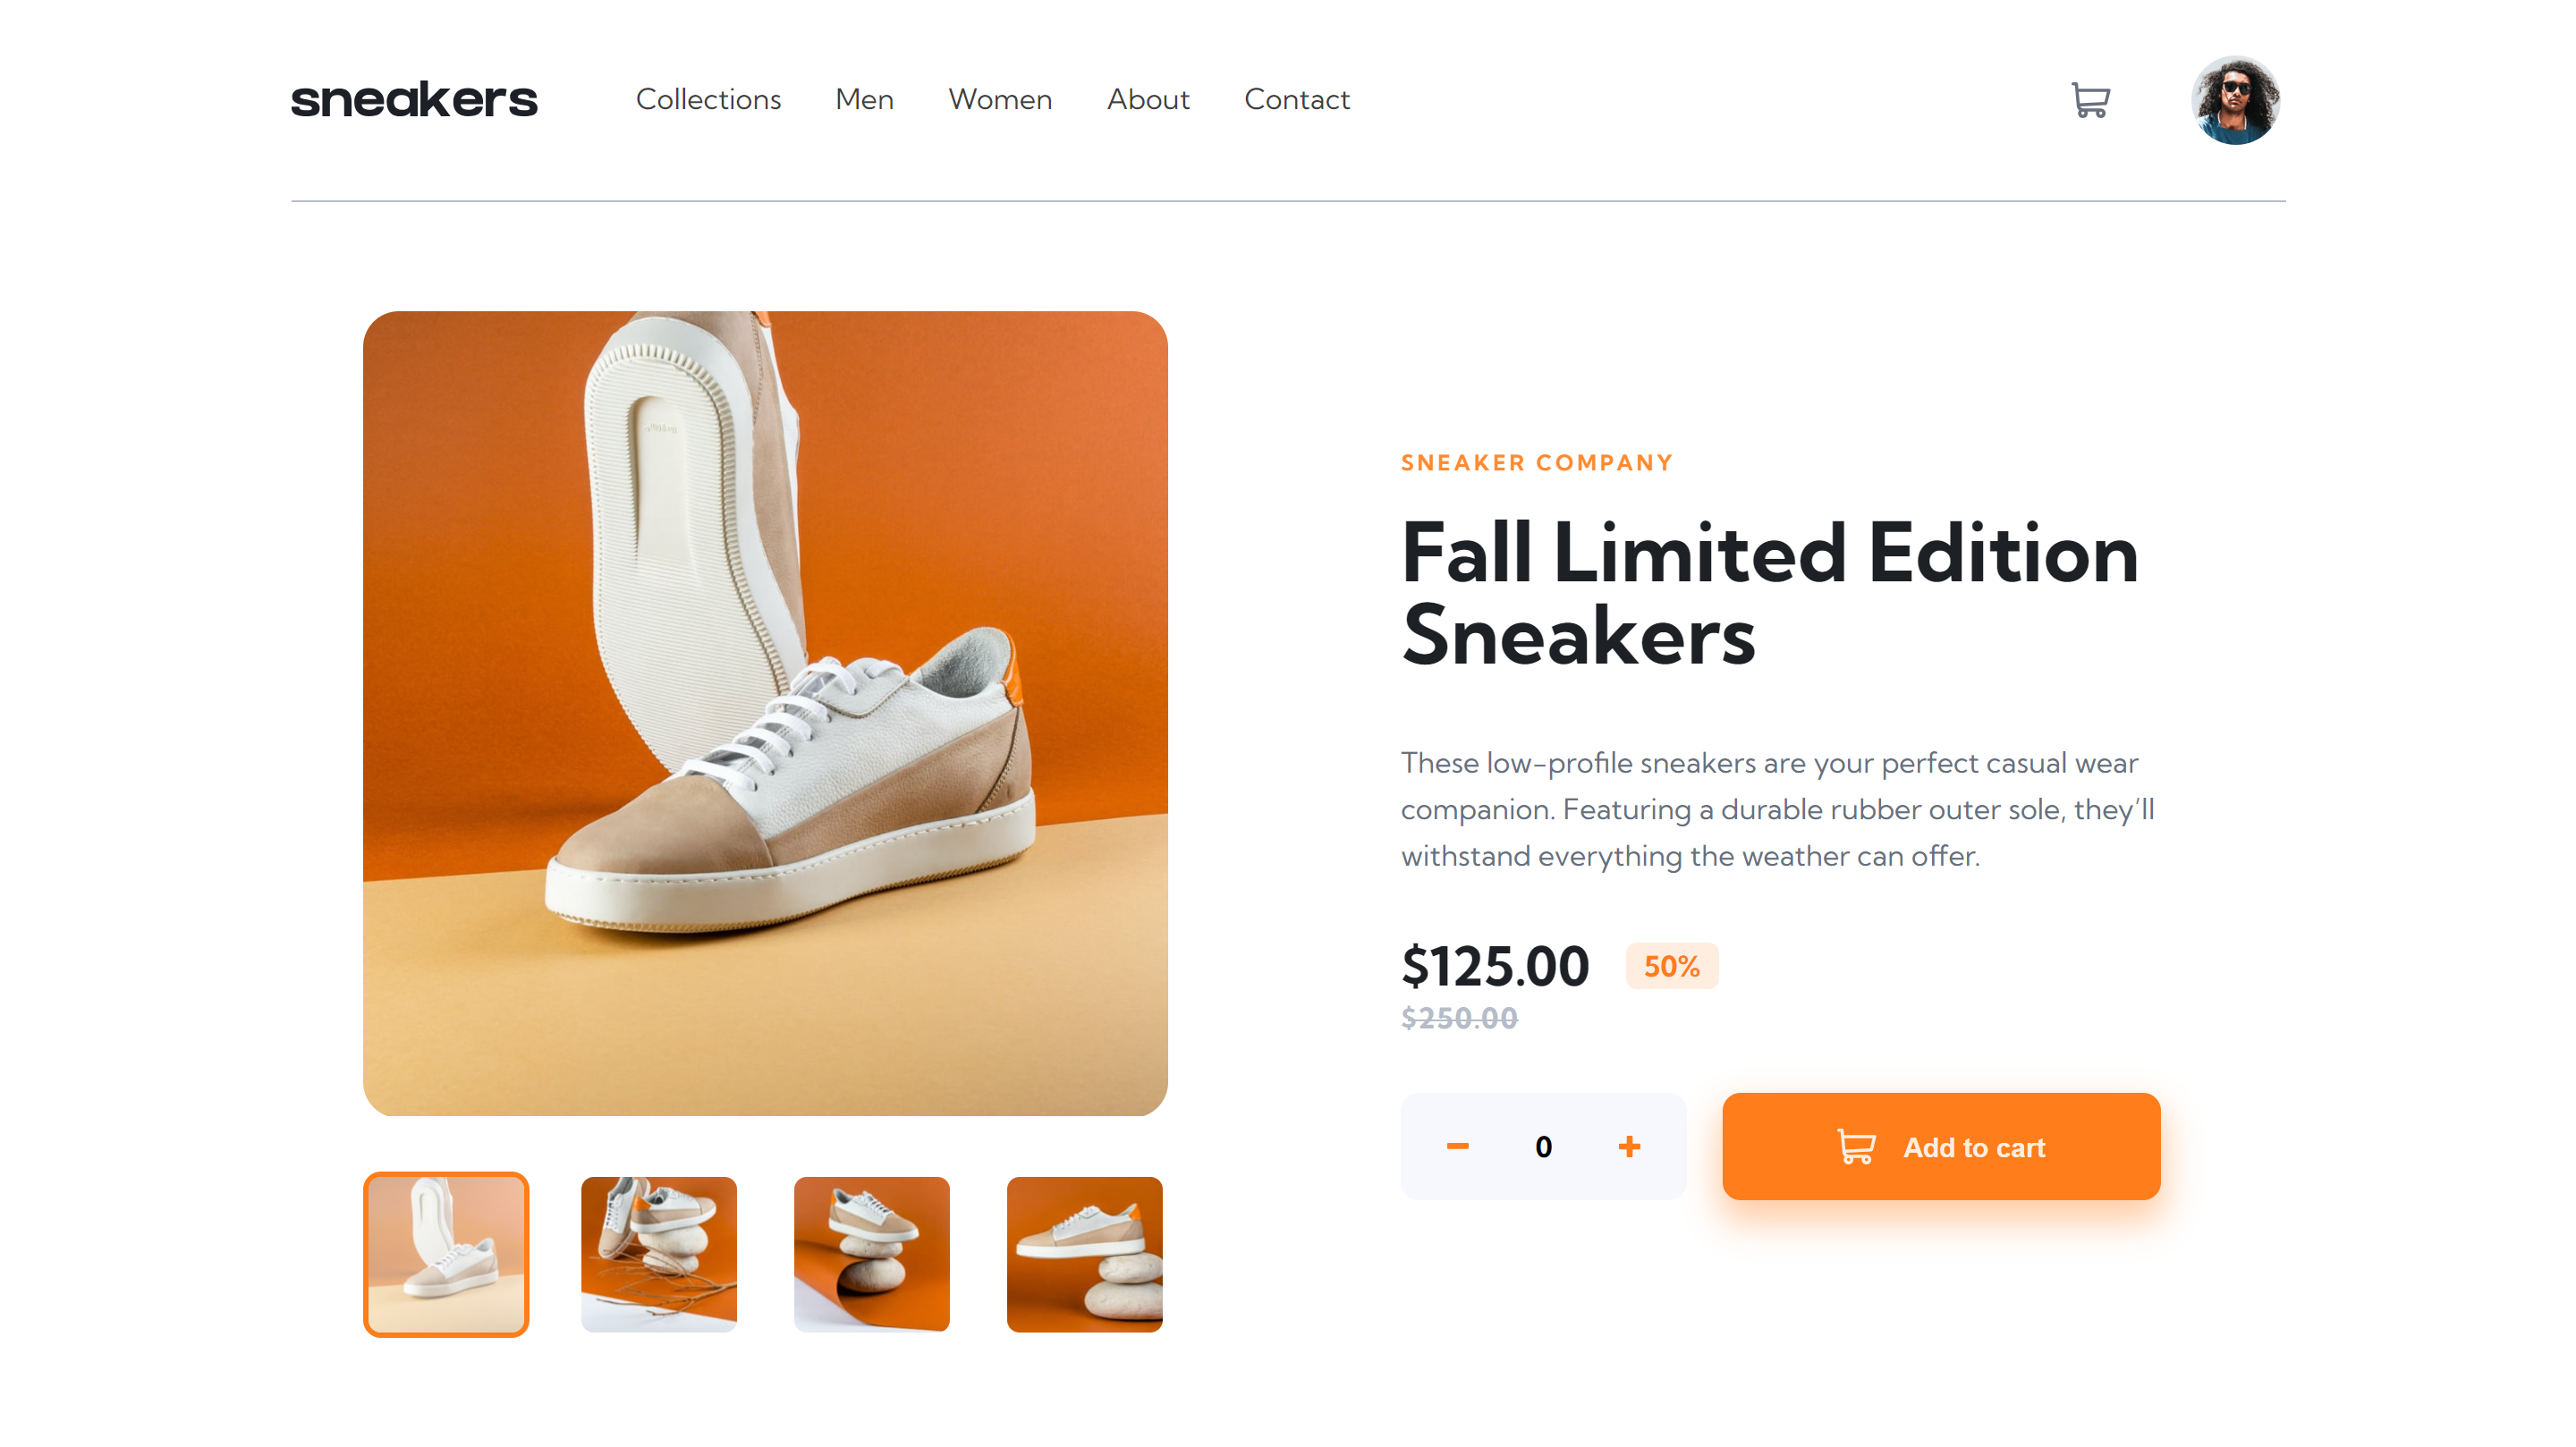 sneakers
Collections Men Women About Contact
SNEAKER COMPANY
Fall Limited Edition
Sneakers
These low-profile sneakers are your perfect casual wear
companion. Featuring a durable rubber outer sole, they’ll
withstand everything the weather can offer.
$125.00 50%
$250.00
0
Add to cart